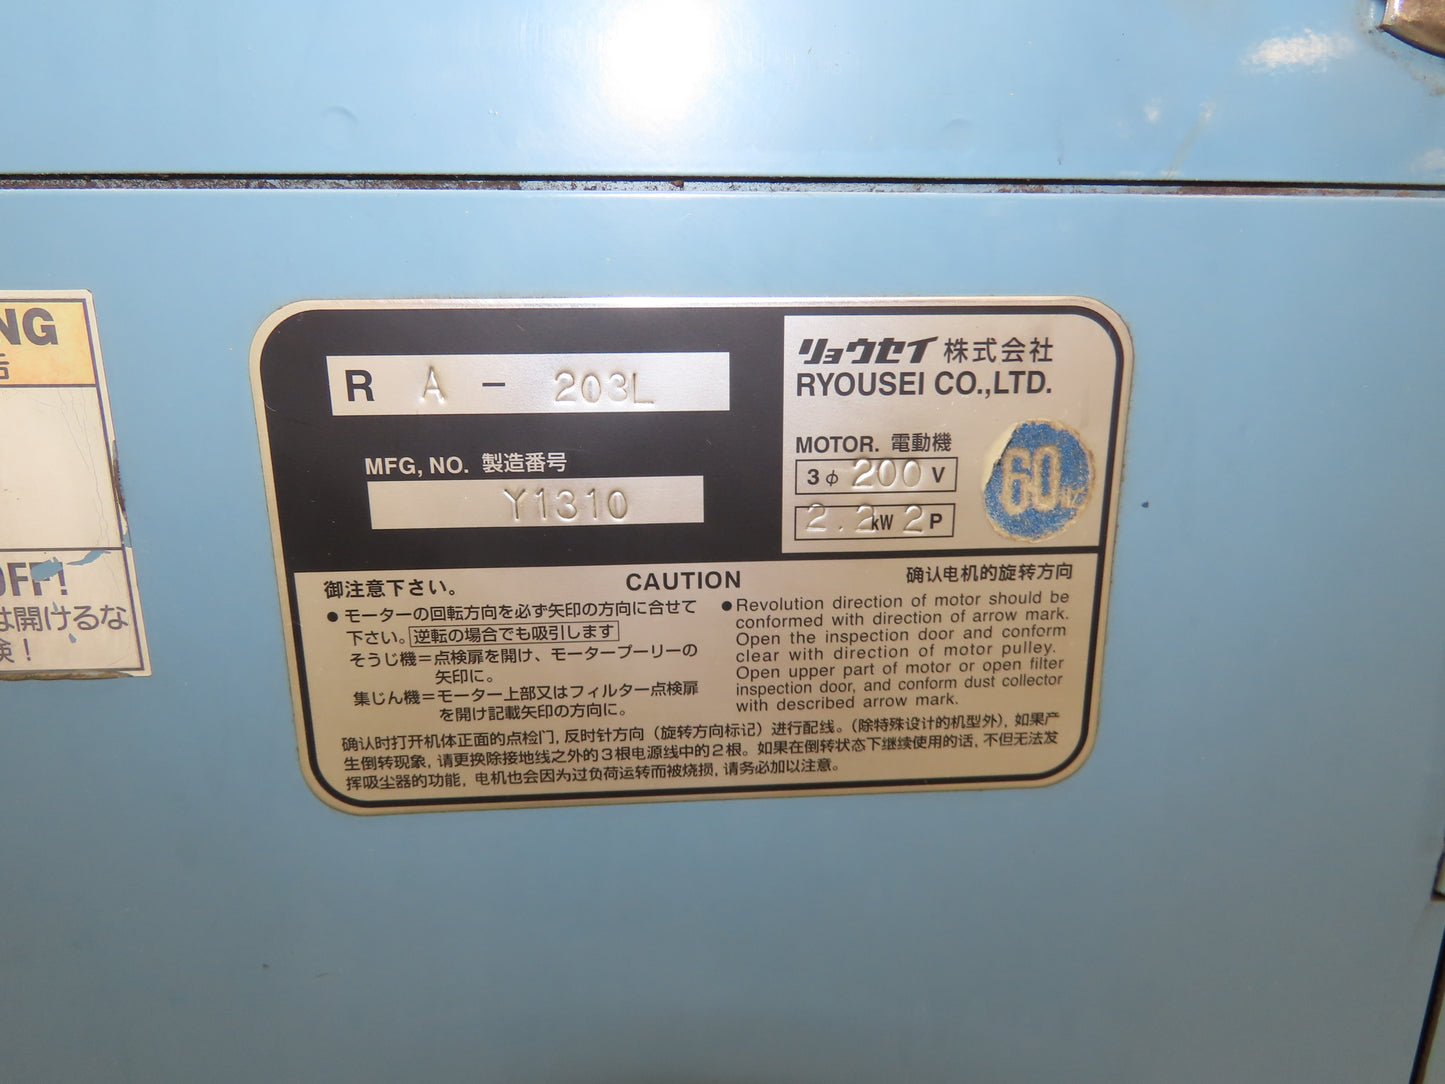 NG
OFF!
は開けるな
険！
R A - 203L
MFG, NO. 製造番号
Y1310
リョウセイ 株式会社
RYOUSEI CO.,LTD.
MOTOR. 電動機
3φ 200 V
2.2kW 2P
60Hz
御注意下さい。
CAUTION
确认电机的旋转方向
● モーターの回転方向を必ず矢印の方向に合せて
下さい。逆転の場合でも吸引します
そうじ機＝点検扉を開け、モータープーリーの
矢印に。
集じん機＝モーター上部又はフィルター点検扉
を開け記載矢印の方向に。
● Revolution direction of motor should be
conformed with direction of arrow mark.
Open the inspection door and conform
clear with direction of motor pulley.
Open upper part of motor or open filter
inspection door, and conform dust collector
with described arrow mark.
确认时打开机体正面的点检门，反时针方向（旋转方向标记）进行配线。（除特殊设计的机型外），如果产
生倒转现象，请更换除接地线之外的3根电源线中的2根。如果在倒转状态下继续使用的话，不但无法发
挥吸尘器的功能，电机也会因为过负荷运转而被烧损，请务必加以注意。